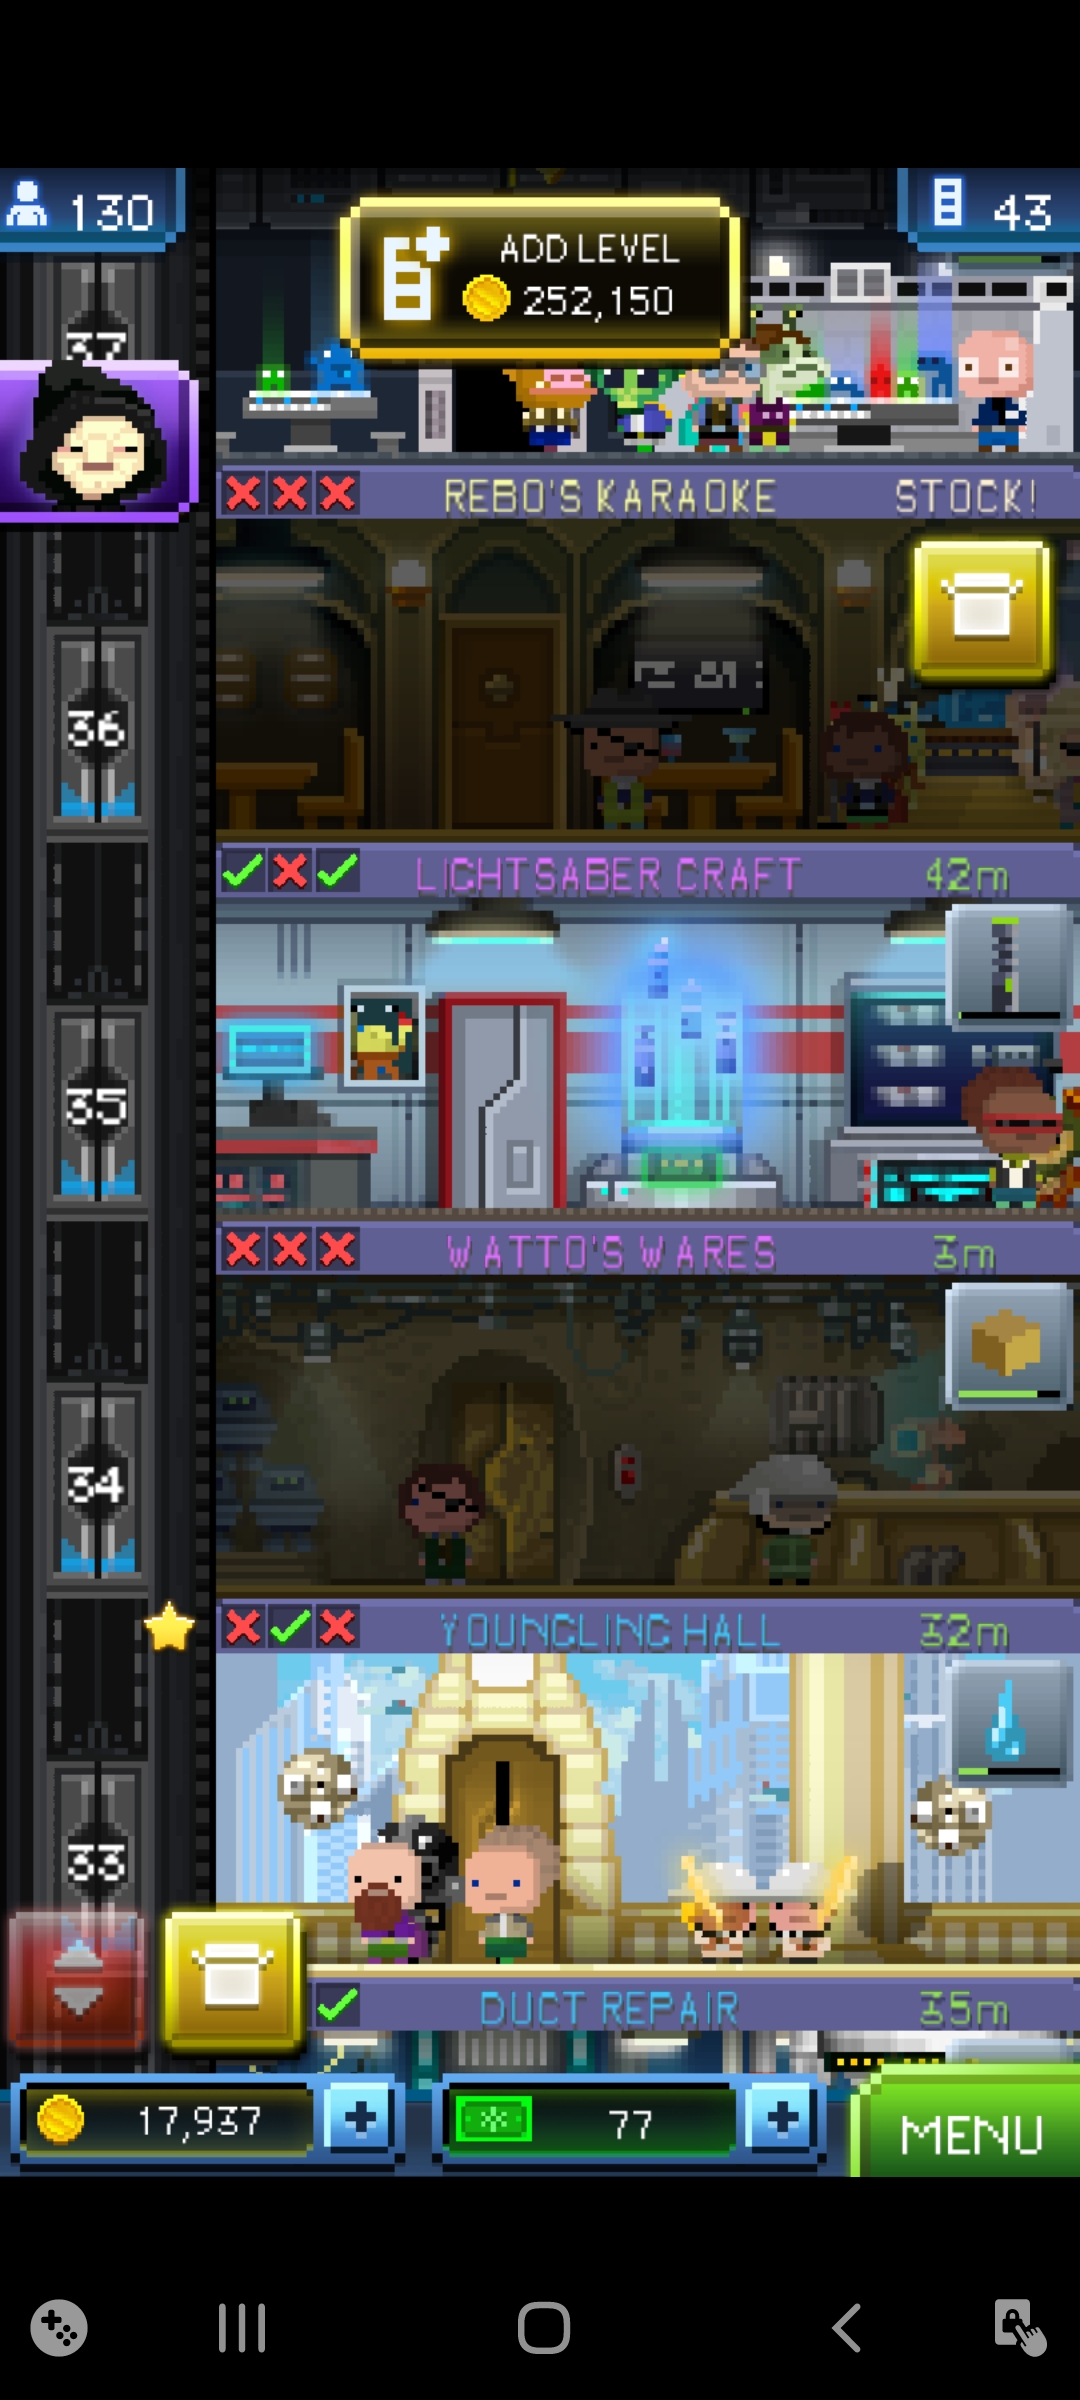 130
ADD LEVEL
252,150
43
37
REBO'S KARAOKE STOCK!
36
LIGHTSABER CRAFT 42m
35
WATTO'S WARES 3m
34
YOUNGLING HALL 32m
33
DUCT REPAIR 35m
17,937
77
MENU